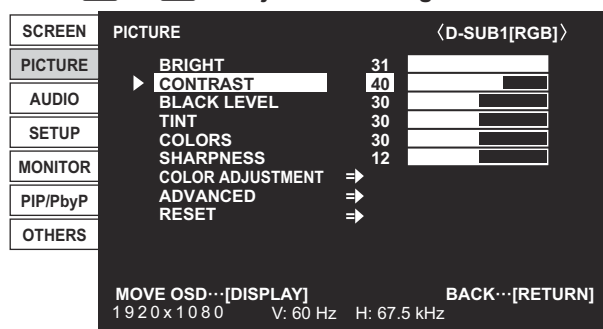 SCREEN
PICTURE
AUDIO
SETUP
MONITOR
PIP/PbyP
OTHERS
PICTURE 〈D-SUB1[RGB]〉
BRIGHT 31
CONTRAST 40
BLACK LEVEL 30
TINT 30
COLORS 30
SHARPNESS 12
COLOR ADJUSTMENT
ADVANCED
RESET
MOVE OSD···[DISPLAY] BACK···[RETURN]
1920x1080 V: 60 Hz H: 67.5 kHz